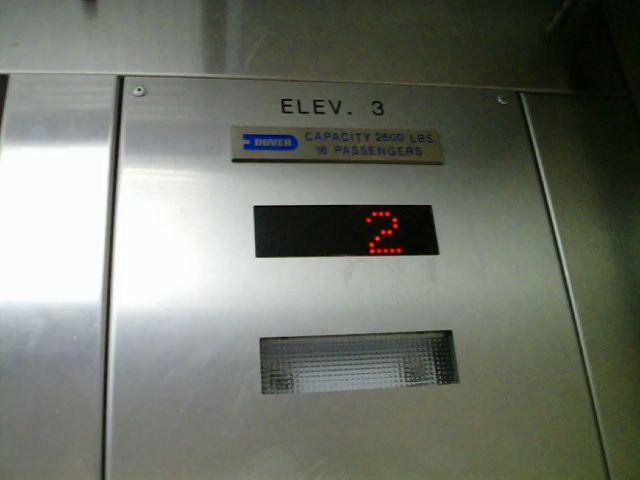 ELEV. 3
DOVER
CAPACITY 2500 LBS.
16 PASSENGERS
2